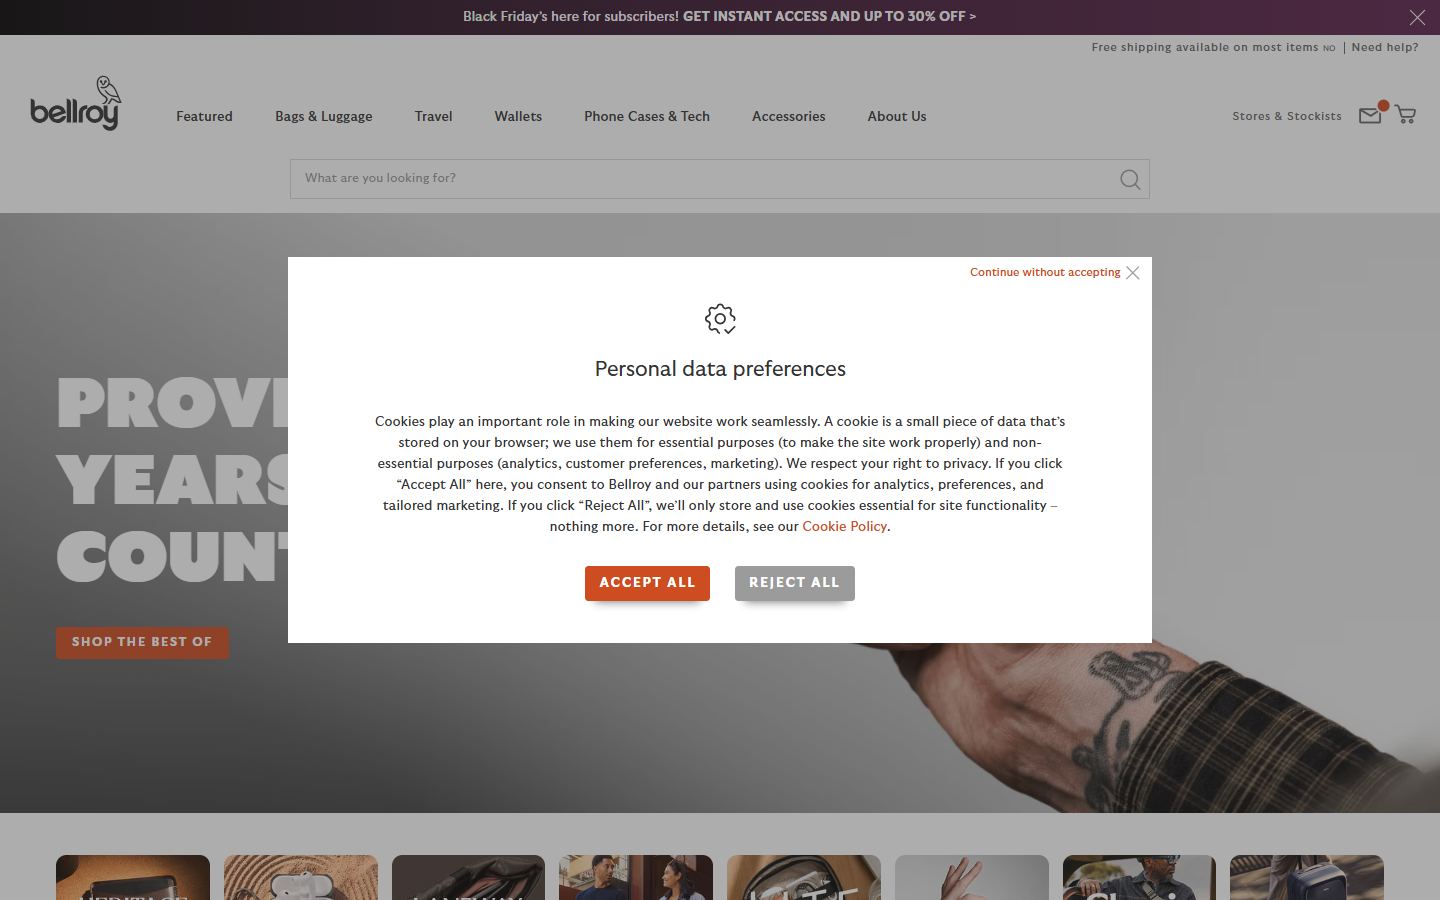 Black Friday's here for subscribers! GET INSTANT ACCESS AND UP TO 30% OFF >
Free shipping available on most items NO | Need help?
bellroy
Featured
Bags & Luggage
Travel
Wallets
Phone Cases & Tech
Accessories
About Us
Stores & Stockists
What are you looking for?
Continue without accepting
Personal data preferences
Cookies play an important role in making our website work seamlessly. A cookie is a small piece of data that's
stored on your browser; we use them for essential purposes (to make the site work properly) and non-
essential purposes (analytics, customer preferences, marketing). We respect your right to privacy. If you click
“Accept All” here, you consent to Bellroy and our partners using cookies for analytics, preferences, and
tailored marketing. If you click “Reject All”, we'll only store and use cookies essential for site functionality –
nothing more. For more details, see our Cookie Policy.
ACCEPT ALL
REJECT ALL
YEARS
SHOP THE BEST OF